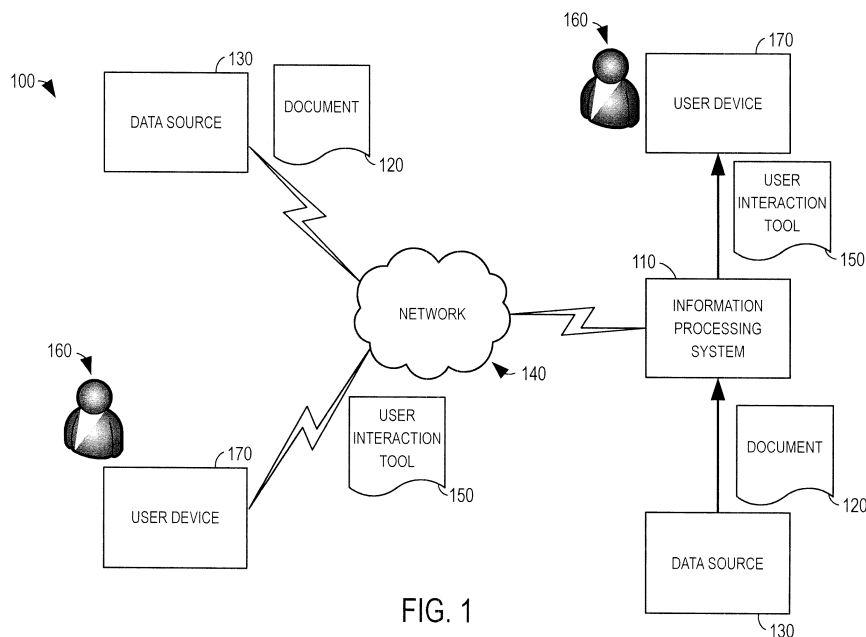 160
130
170
100
DATA SOURCE
DOCUMENT
USER DEVICE
120
USER
INTERACTION
TOOL
150
110
NETWORK
INFORMATION
PROCESSING
SYSTEM
140
160
170
USER
INTERACTION
TOOL
150
DOCUMENT
120
USER DEVICE
DATA SOURCE
130
FIG. 1